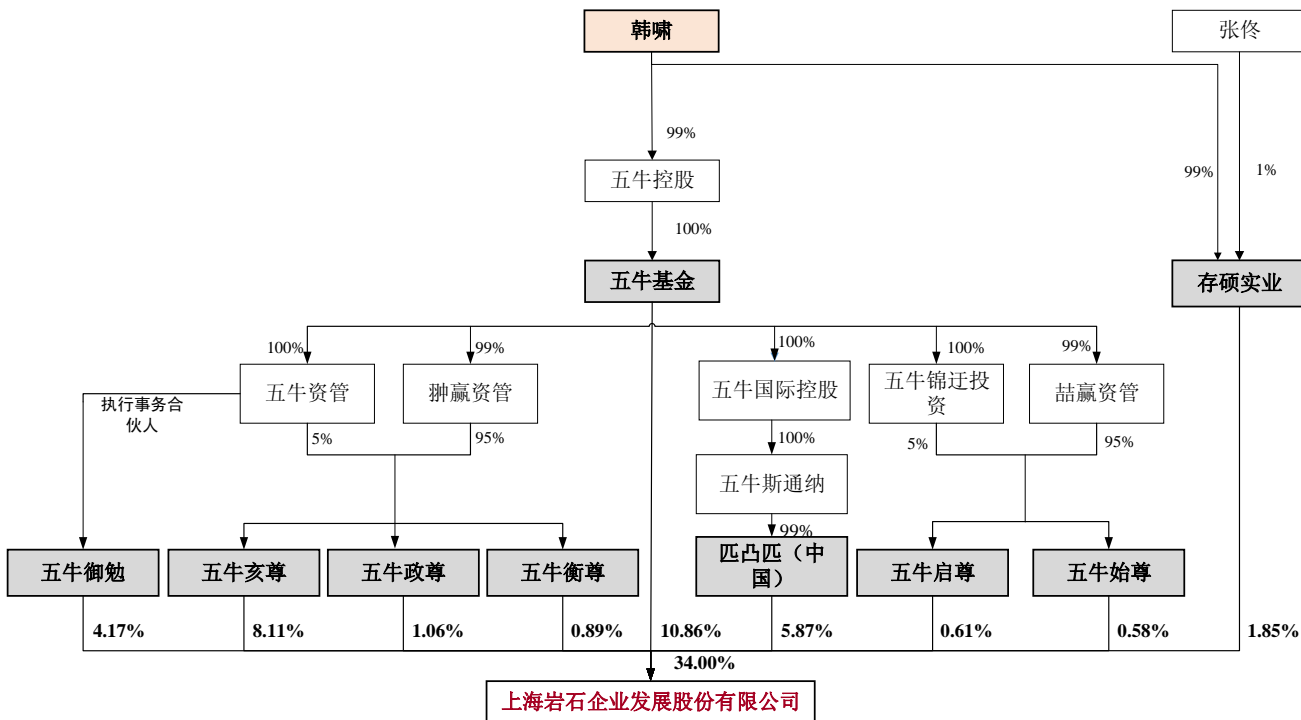 韩啸
张佟
99%
五牛控股
99%
1%
100%
五牛基金
存硕实业
100%
99%
100%
100%
99%
五牛资管
翀赢资管
五牛国际控股
五牛锦迂投
资
喆赢资管
执行事务合
伙人
5%
95%
100%
5%
95%
五牛斯通纳
99%
五牛御勉
五牛亥尊
五牛政尊
五牛衡尊
匹凸匹（中
国）
五牛启尊
五牛始尊
4.17%
8.11%
1.06%
0.89%
10.86%
5.87%
0.61%
0.58%
1.85%
34.00%
上海岩石企业发展股份有限公司